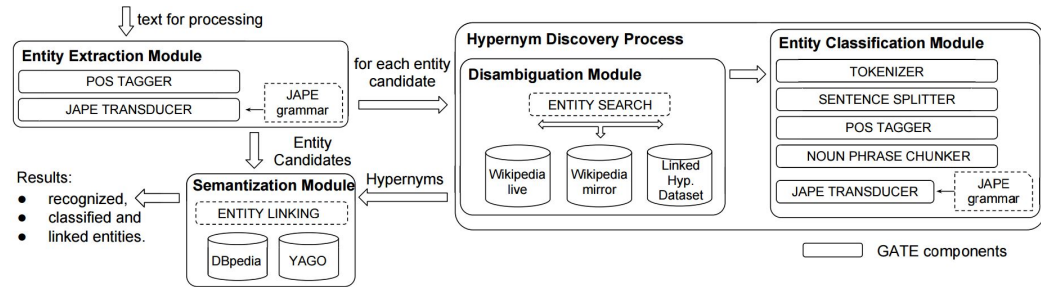 text for processing
Entity Extraction Module
POS TAGGER
JAPE TRANSDUCER
JAPE
grammar
for each entity
candidate
Hypernym Discovery Process
Disambiguation Module
ENTITY SEARCH
Wikipedia
live
Wikipedia
mirror
Linked
Hyp.
Dataset
Entity Classification Module
TOKENIZER
SENTENCE SPLITTER
POS TAGGER
NOUN PHRASE CHUNKER
JAPE TRANSDUCER
JAPE
grammar
Entity
Candidates
Hypernyms
Semantization Module
ENTITY LINKING
DBpedia
YAGO
Results:
● recognized,
● classified and
● linked entities.
GATE components